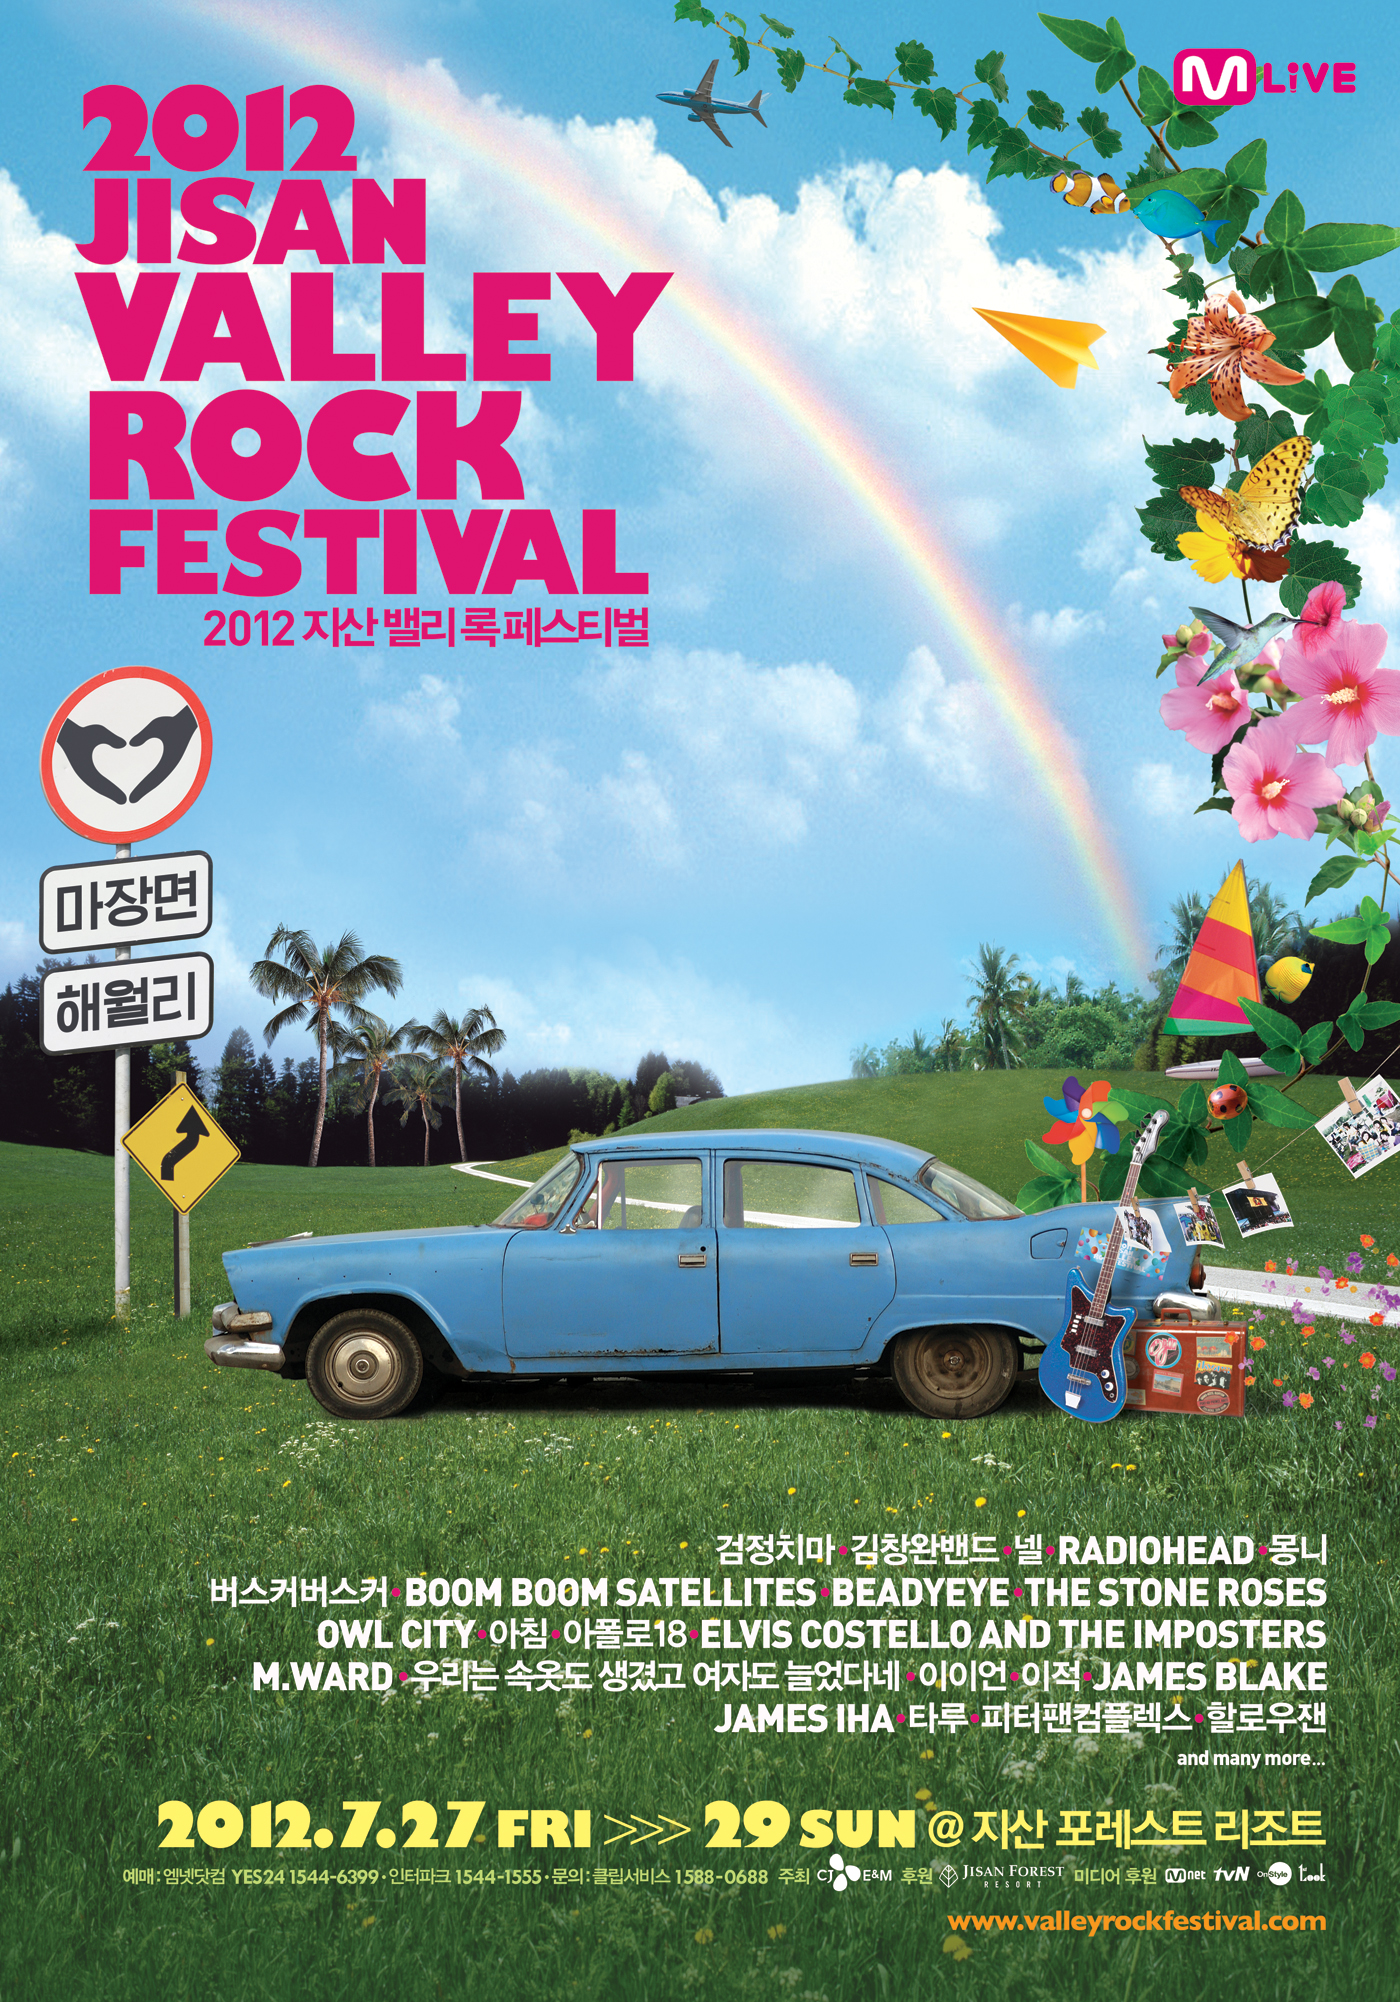 M LiVE
2012
JISAN
VALLEY
ROCK
FESTIVAL
2012 지산 밸리 록 페스티벌
마장면
해월리
검정치마·김창완밴드·넬·RADIOHEAD·몽니
버스커버스커·BOOM BOOM SATELLITES·BEADYEYE·THE STONE ROSES
OWL CITY·아침·아폴로18·ELVIS COSTELLO AND THE IMPOSTERS
M.WARD·우리는 속옷도 생겼고 여자도 늘었다네·이이언·이적·JAMES BLAKE
JAMES IHA·타루·피터팬컴플렉스·할로우잰
and many more...
2012.7.27 FRI >>> 29 SUN @ 지산 포레스트 리조트
예매 : 엠넷닷컴 YES24 1544-6399 · 인터파크 1544-1555 · 문의 : 클립서비스 1588-0688 주최 CJ E&M 후원 JISAN FOREST RESORT 미디어 후원 Mnet tvN OnStyle 1st Look
www.valleyrockfestival.com